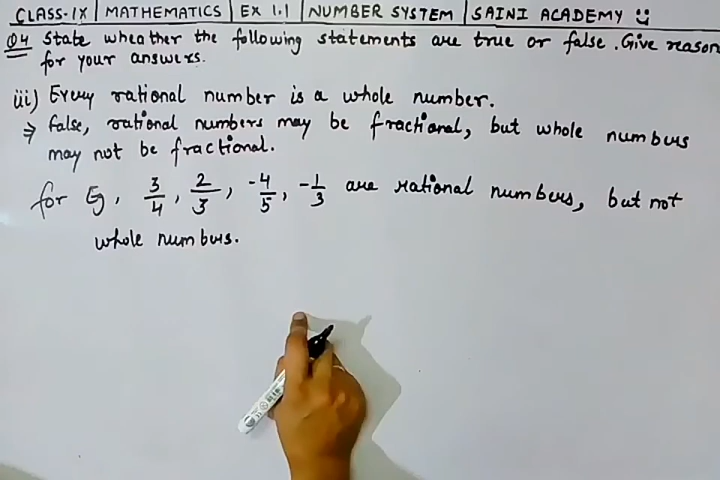 CLASS-IX | MATHEMATICS | EX 1.1 | NUMBER SYSTEM | SAINI ACADEMY
Q4 State wheather the following statements are true or false. Give reason
for your answers.
iii) Every rational number is a whole number.
⇒ false, rational numbers may be fractional, but whole numbers
may not be fractional.
for Eg, 3/4, 2/3, -4/5, -1/3 are rational numbers, but not
whole numbers.